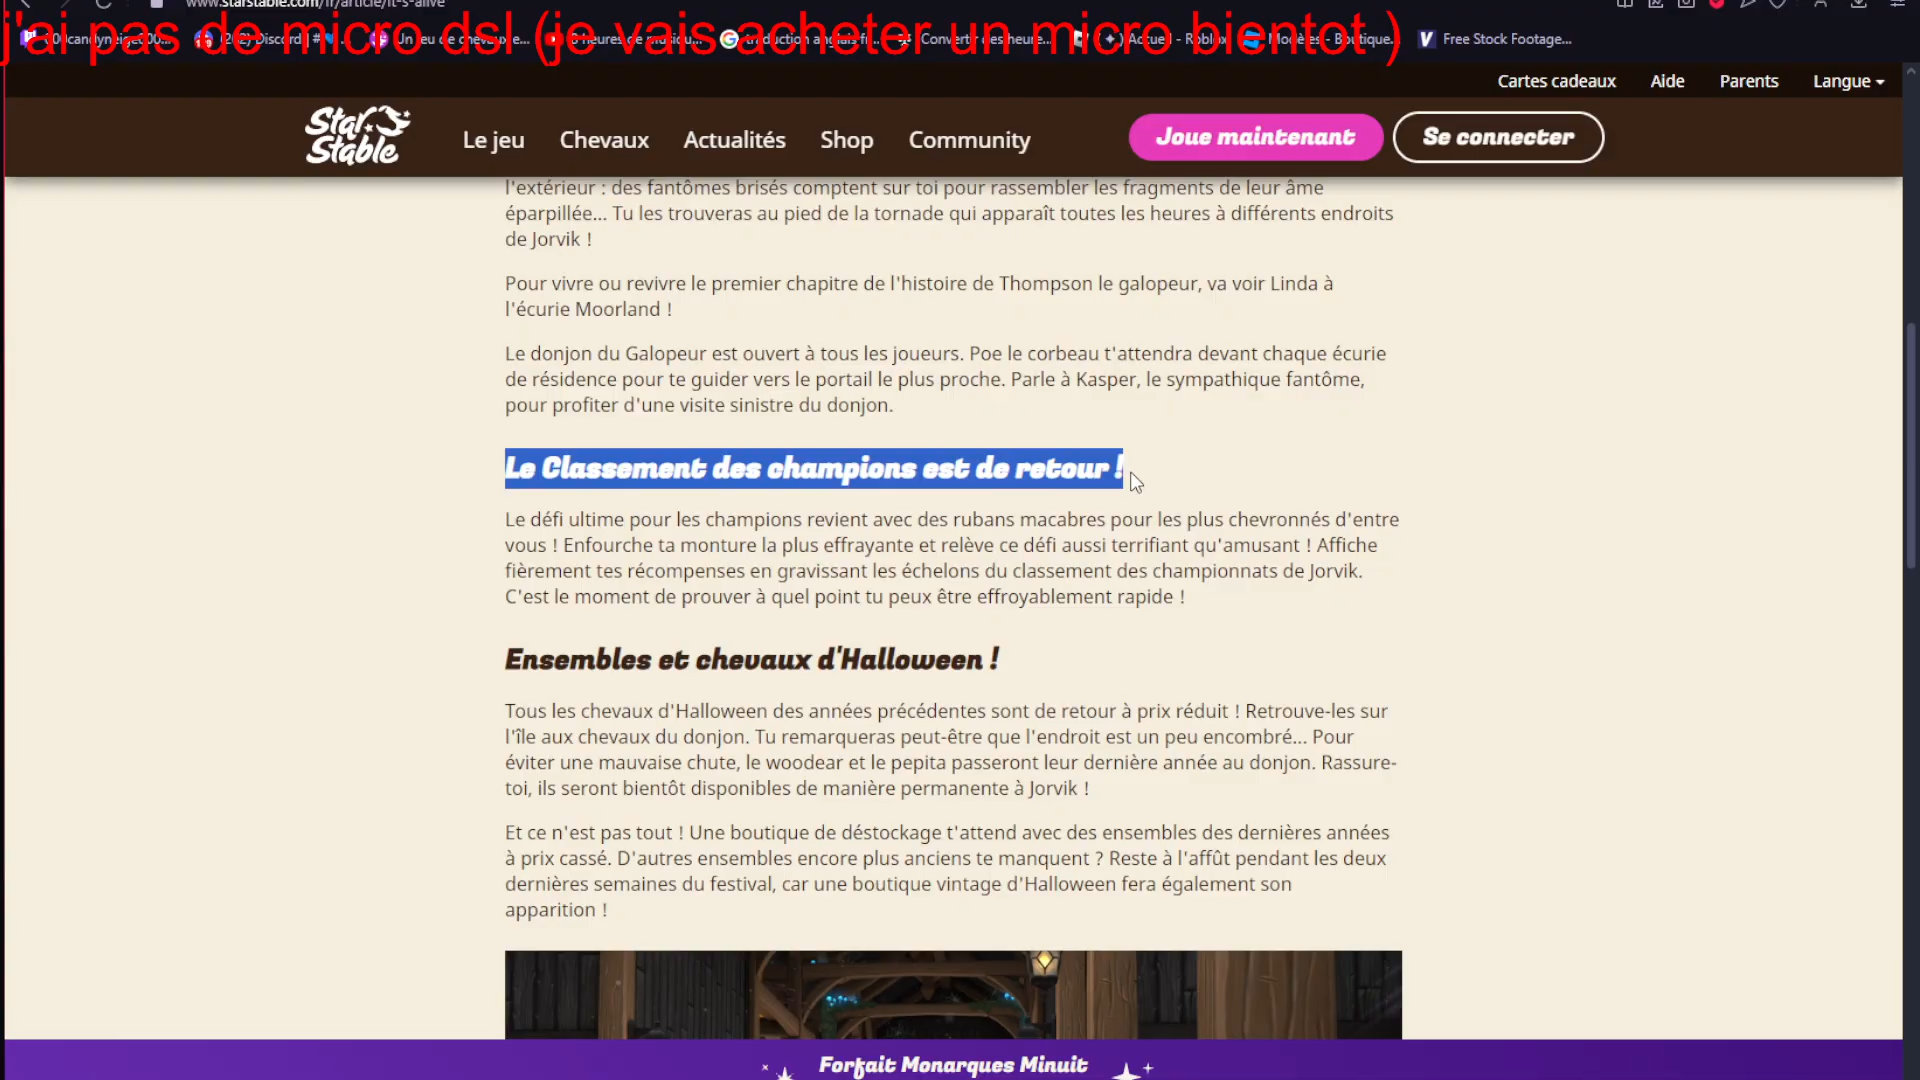 www.starstable.com/fr/article/it-s-alive
j'ai pas de micro dsl (je vais acheter un micro bientot )
Free Stock Footage...
Cartes cadeaux
Aide
Parents
Langue
Star Stable
Le jeu
Chevaux
Actualités
Shop
Community
Joue maintenant
Se connecter
l'extérieur : des fantômes brisés comptent sur toi pour rassembler les fragments de leur âme
éparpillée... Tu les trouveras au pied de la tornade qui apparaît toutes les heures à différents endroits
de Jorvik !
Pour vivre ou revivre le premier chapitre de l'histoire de Thompson le galopeur, va voir Linda à
l'écurie Moorland !
Le donjon du Galopeur est ouvert à tous les joueurs. Poe le corbeau t'attendra devant chaque écurie
de résidence pour te guider vers le portail le plus proche. Parle à Kasper, le sympathique fantôme,
pour profiter d'une visite sinistre du donjon.
Le Classement des champions est de retour !
Le défi ultime pour les champions revient avec des rubans macabres pour les plus chevronnés d'entre
vous ! Enfourche ta monture la plus effrayante et relève ce défi aussi terrifiant qu'amusant ! Affiche
fièrement tes récompenses en gravissant les échelons du classement des championnats de Jorvik.
C'est le moment de prouver à quel point tu peux être effroyablement rapide !
Ensembles et chevaux d'Halloween !
Tous les chevaux d'Halloween des années précédentes sont de retour à prix réduit ! Retrouve-les sur
l'île aux chevaux du donjon. Tu remarqueras peut-être que l'endroit est un peu encombré... Pour
éviter une mauvaise chute, le woodear et le pepita passeront leur dernière année au donjon. Rassure-
toi, ils seront bientôt disponibles de manière permanente à Jorvik !
Et ce n'est pas tout ! Une boutique de déstockage t'attend avec des ensembles des dernières années
à prix cassé. D'autres ensembles encore plus anciens te manquent ? Reste à l'affût pendant les deux
dernières semaines du festival, car une boutique vintage d'Halloween fera également son
apparition !
Forfait Monarques Minuit